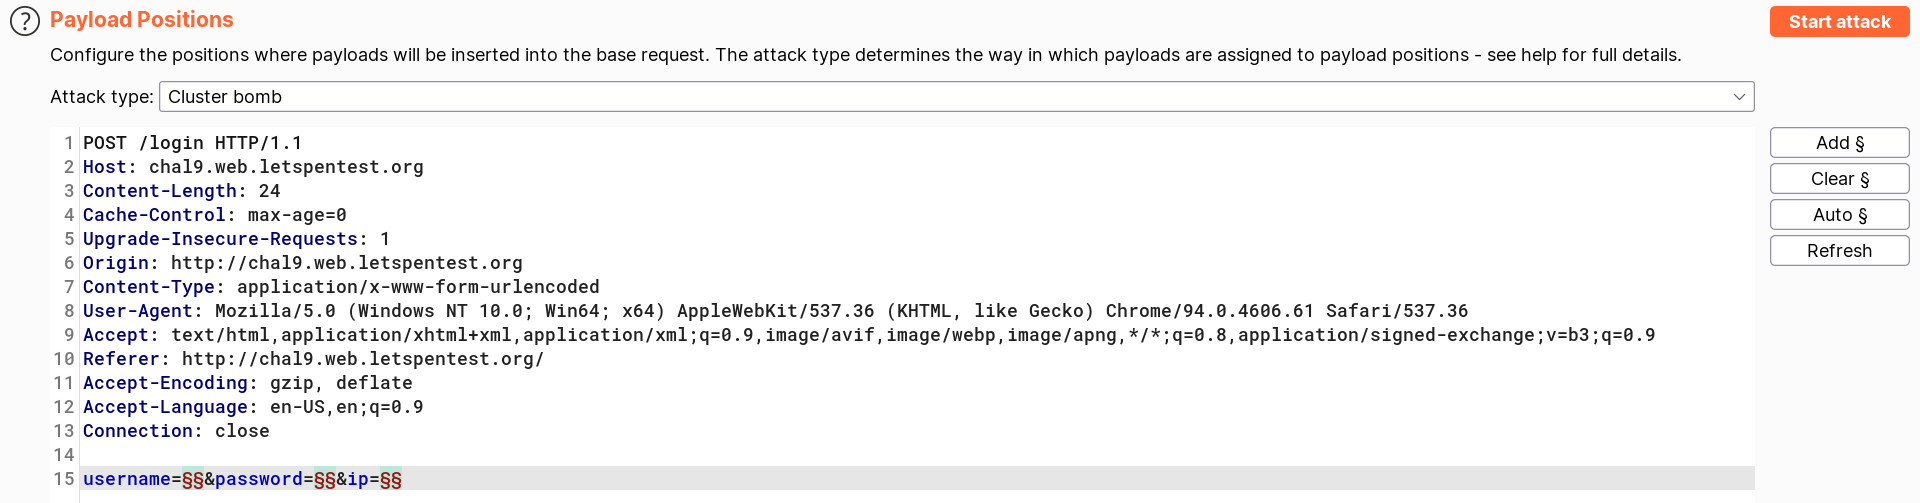 ? Payload Positions
Start attack
Configure the positions where payloads will be inserted into the base request. The attack type determines the way in which payloads are assigned to payload positions - see help for full details.
Attack type: Cluster bomb
1 POST /login HTTP/1.1
2 Host: chal9.web.letspentest.org
3 Content-Length: 24
4 Cache-Control: max-age=0
5 Upgrade-Insecure-Requests: 1
6 Origin: http://chal9.web.letspentest.org
7 Content-Type: application/x-www-form-urlencoded
8 User-Agent: Mozilla/5.0 (Windows NT 10.0; Win64; x64) AppleWebKit/537.36 (KHTML, like Gecko) Chrome/94.0.4606.61 Safari/537.36
9 Accept: text/html,application/xhtml+xml,application/xml;q=0.9,image/avif,image/webp,image/apng,*/*;q=0.8,application/signed-exchange;v=b3;q=0.9
10 Referer: http://chal9.web.letspentest.org/
11 Accept-Encoding: gzip, deflate
12 Accept-Language: en-US,en;q=0.9
13 Connection: close
14
15 username=§§&password=§§&ip=§§
Add §
Clear §
Auto §
Refresh